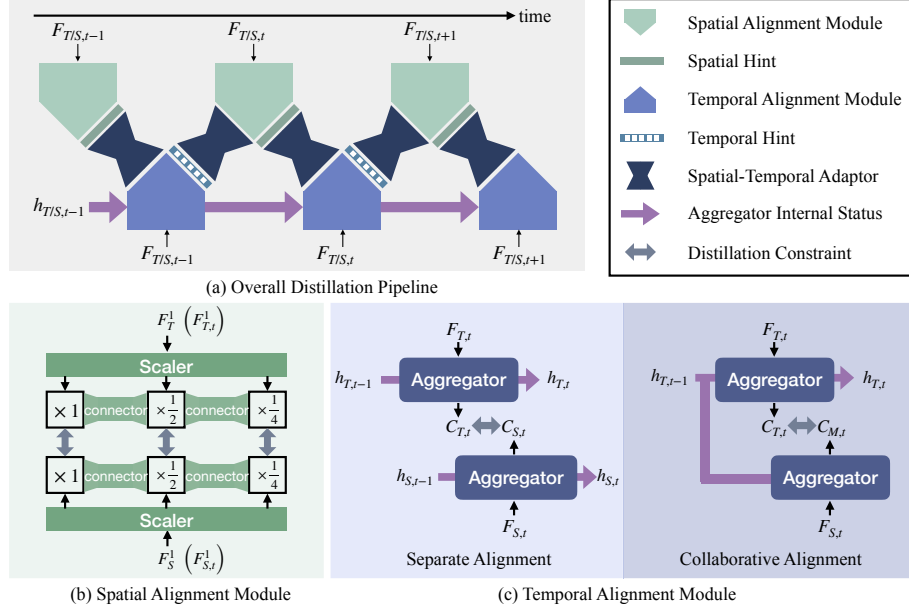 time
F_{T/S,t-1} F_{T/S,t} F_{T/S,t+1}
h_{T/S,t-1}
F_{T/S,t-1} F_{T/S,t} F_{T/S,t+1}
(a) Overall Distillation Pipeline
Spatial Alignment Module
Spatial Hint
Temporal Alignment Module
Temporal Hint
Spatial-Temporal Adaptor
Aggregator Internal Status
Distillation Constraint
F_T^1 (F_{T,t}^1)
Scaler
× 1 connector × 1/2 connector × 1/4
× 1 connector × 1/2 connector × 1/4
Scaler
F_S^1 (F_{S,t}^1)
(b) Spatial Alignment Module
F_{T,t}
h_{T,t-1} Aggregator h_{T,t}
C_{T,t} C_{S,t}
h_{S,t-1} Aggregator h_{S,t}
F_{S,t}
Separate Alignment
F_{T,t}
h_{T,t-1} Aggregator h_{T,t}
C_{T,t} C_{M,t}
Aggregator
F_{S,t}
Collaborative Alignment
(c) Temporal Alignment Module